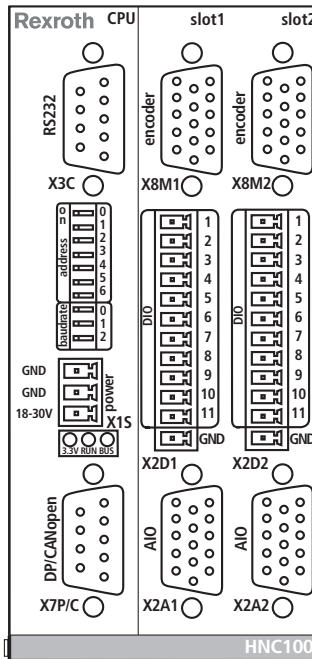 Rexroth CPU slot1 slot2
RS232 encoder encoder
X3C X8M1 X8M2
on
address
0
1
2
3
4
5
6
baudrate
0
1
2
GND
GND
18-30V
power
X1S
3.3V RUN BUS
DIO
1
2
3
4
5
6
7
8
9
10
11
GND
X2D1
DIO
1
2
3
4
5
6
7
8
9
10
11
GND
X2D2
DP/CANopen AIO AIO
X7P/C X2A1 X2A2
HNC100